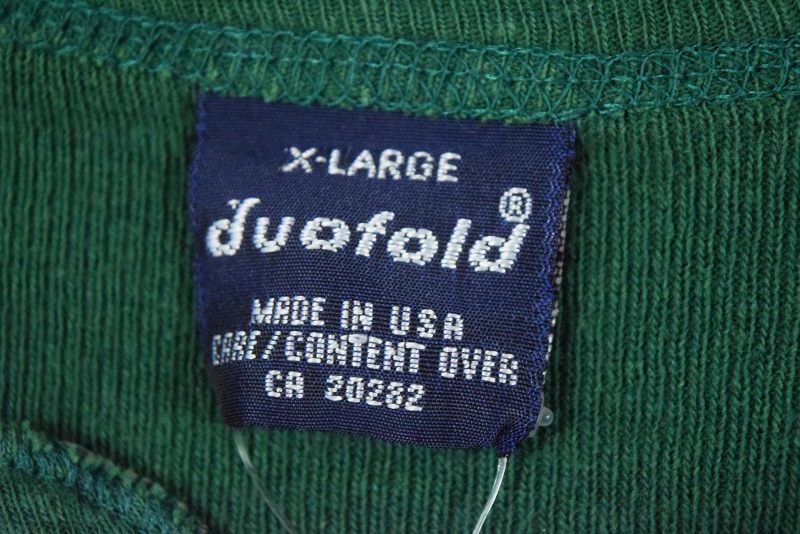 X-LARGE
duofold®
MADE IN USA
CARE/CONTENT OVER
CA 20282